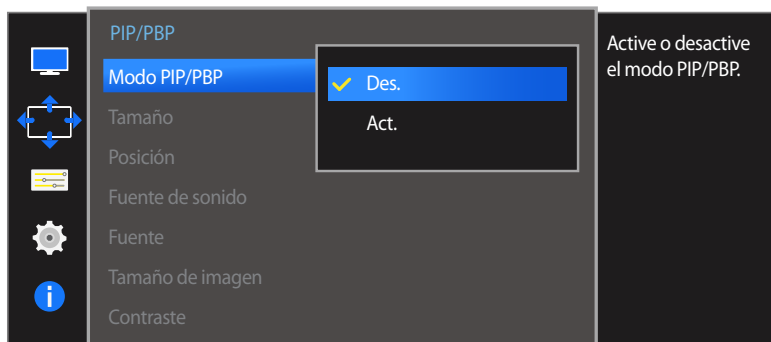 PIP/PBP
Modo PIP/PBP
Tamaño
Posición
Fuente de sonido
Fuente
Tamaño de imagen
Contraste
Des.
Act.
Active o desactive
el modo PIP/PBP.